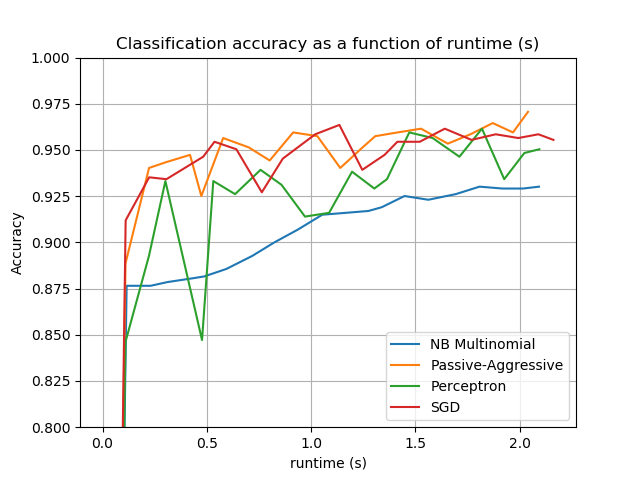 Classification accuracy as a function of runtime (s)
1.000
0.975
0.950
0.925
0.900
0.875
0.850
0.825
0.800
Accuracy
NB Multinomial
Passive-Aggressive
Perceptron
SGD
0.0 0.5 1.0 1.5 2.0
runtime (s)